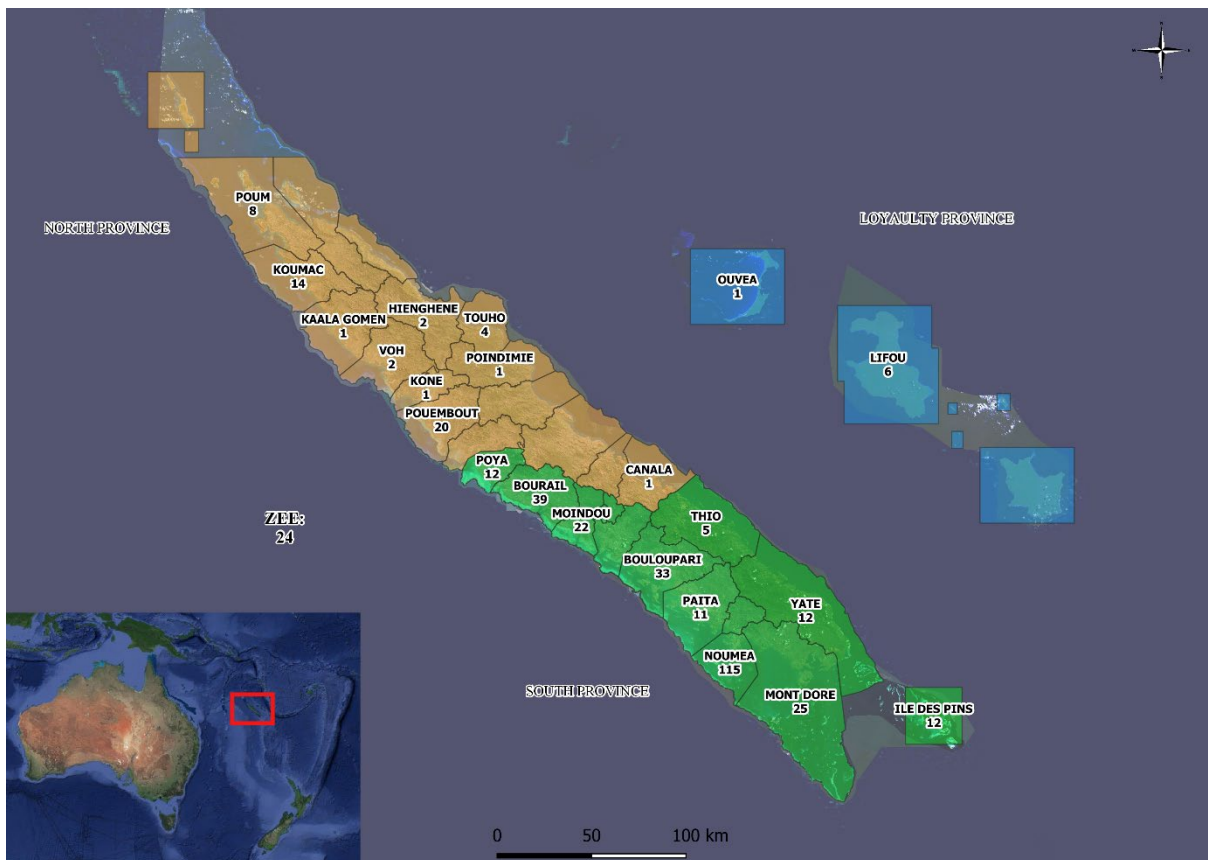 POUM
8
NORTH PROVINCE
LOYAULTY PROVINCE
KOUMAC
14
OUVEA
1
HIENGHENE
2
KAALA GOMEN
1
TOUHO
4
VOH
2
POINDIMIE
1
LIFOU
6
KONE
1
POUEMBOUT
20
POYA
12
CANALA
1
BOURAIL
39
MOINDOU
22
THIO
5
ZEE:
24
BOULOUPARI
33
PAITA
11
YATE
12
NOUMEA
115
SOUTH PROVINCE
MONT DORE
25
ILE DES PINS
12
0 50 100 km